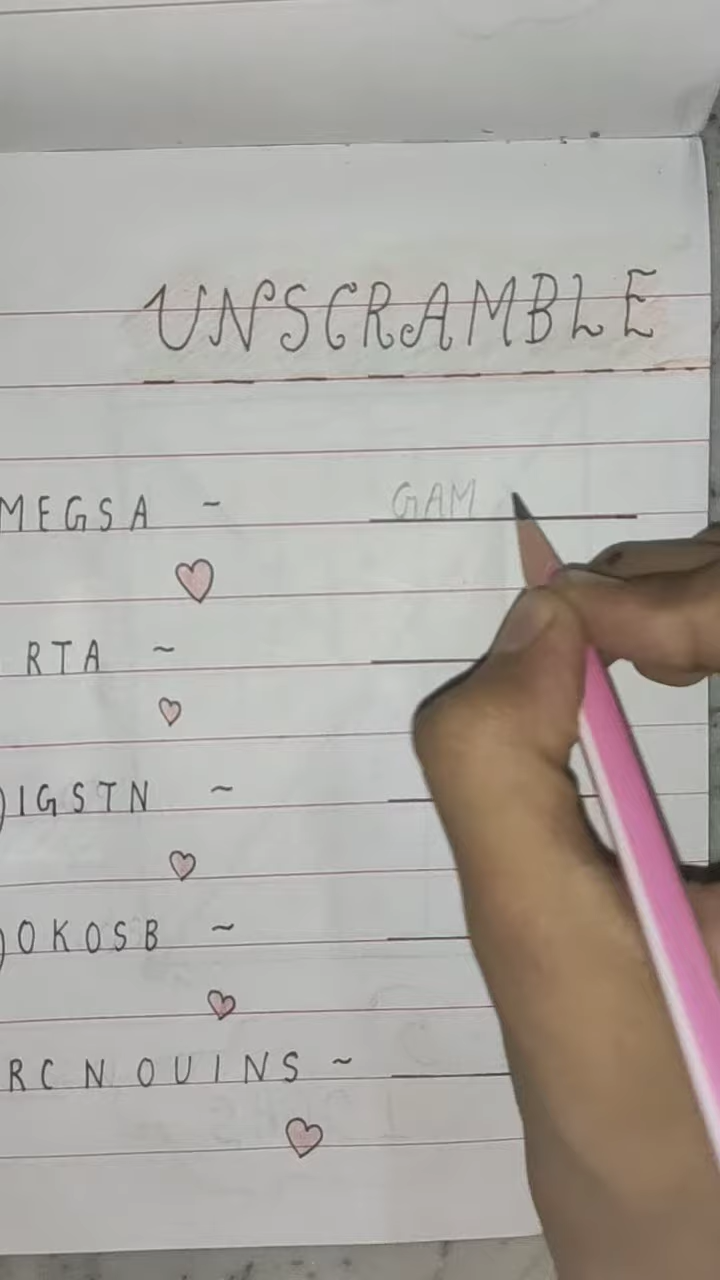 UNSCRAMBLE
MEGSA ~ GAM
RTA ~
)IGSTN ~
)OKOSB ~
RCNOUINS ~